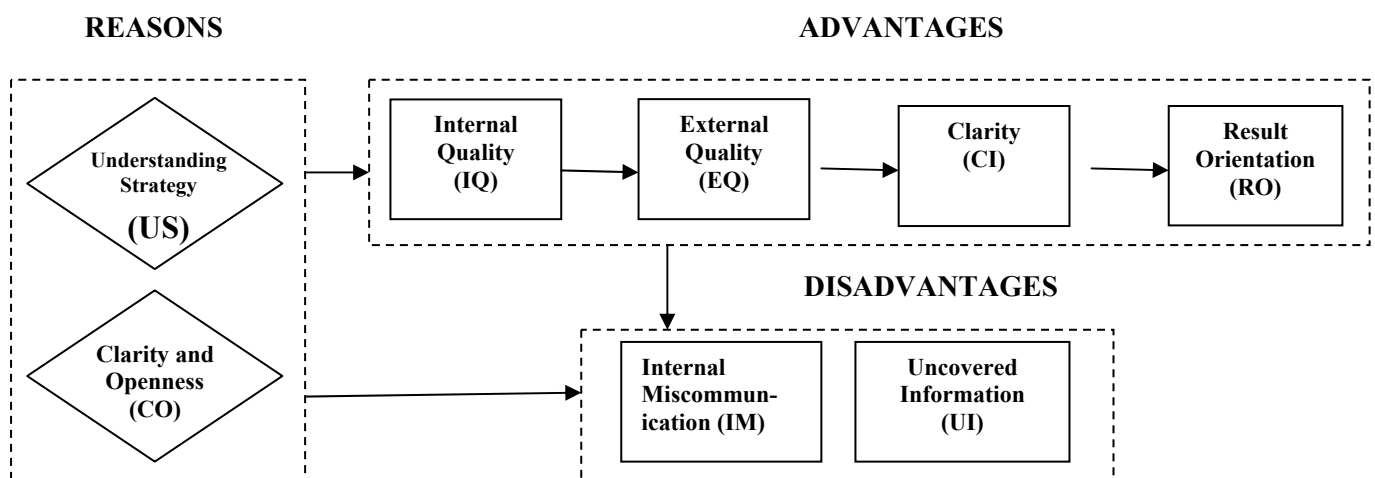 REASONS
ADVANTAGES
Understanding
Strategy
(US)
Internal
Quality
(IQ)
External
Quality
(EQ)
Clarity
(CI)
Result
Orientation
(RO)
DISADVANTAGES
Clarity and
Openness
(CO)
Internal
Miscommun-
ication (IM)
Uncovered
Information
(UI)